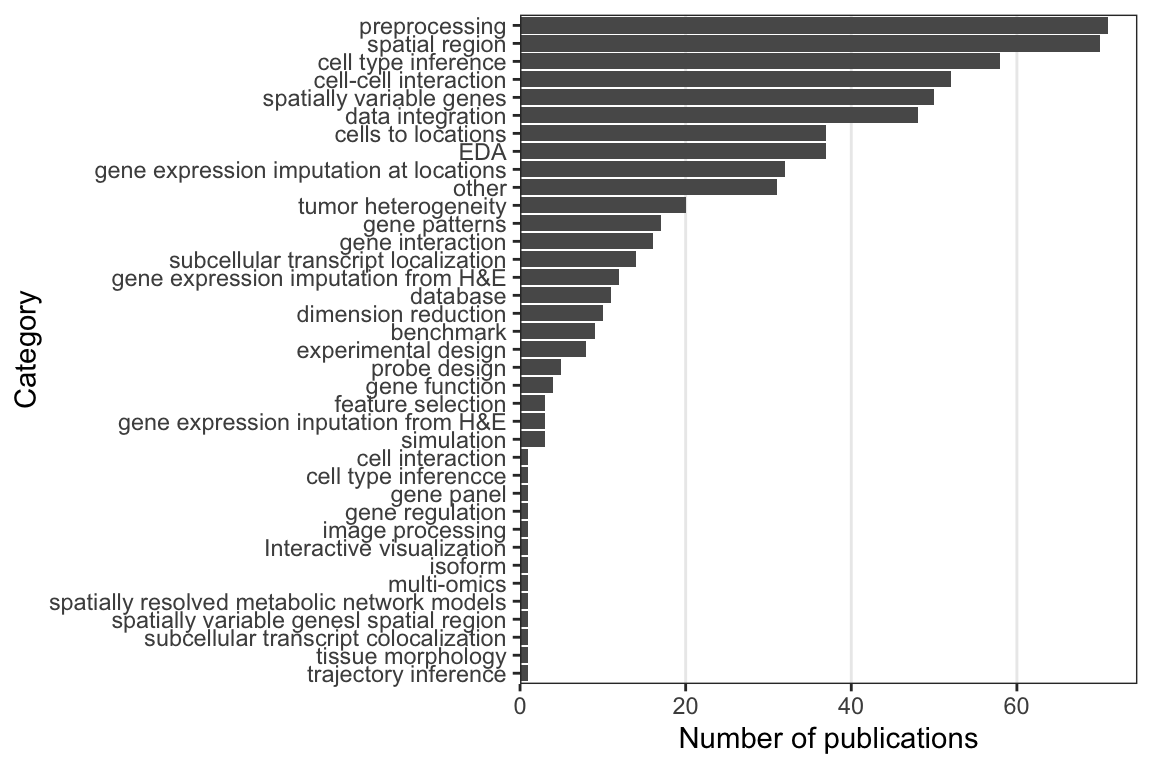 preprocessing
spatial region
cell type inference
cell-cell interaction
spatially variable genes
data integration
cells to locations
EDA
gene expression imputation at locations
other
tumor heterogeneity
gene patterns
gene interaction
subcellular transcript localization
gene expression imputation from H&E
database
dimension reduction
benchmark
experimental design
probe design
gene function
feature selection
gene expression inputation from H&E
simulation
cell interaction
cell type inferencce
gene panel
gene regulation
image processing
Interactive visualization
isoform
multi-omics
spatially resolved metabolic network models
spatially variable genesl spatial region
subcellular transcript colocalization
tissue morphology
trajectory inference
Category
0 20 40 60
Number of publications